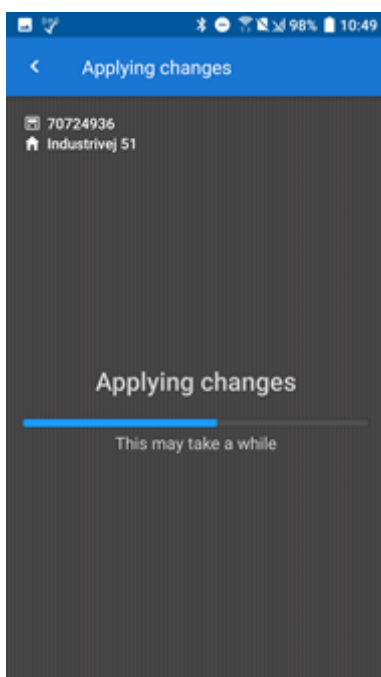 98% 10:49
Applying changes
70724936
Industrivej 51
Applying changes
This may take a while